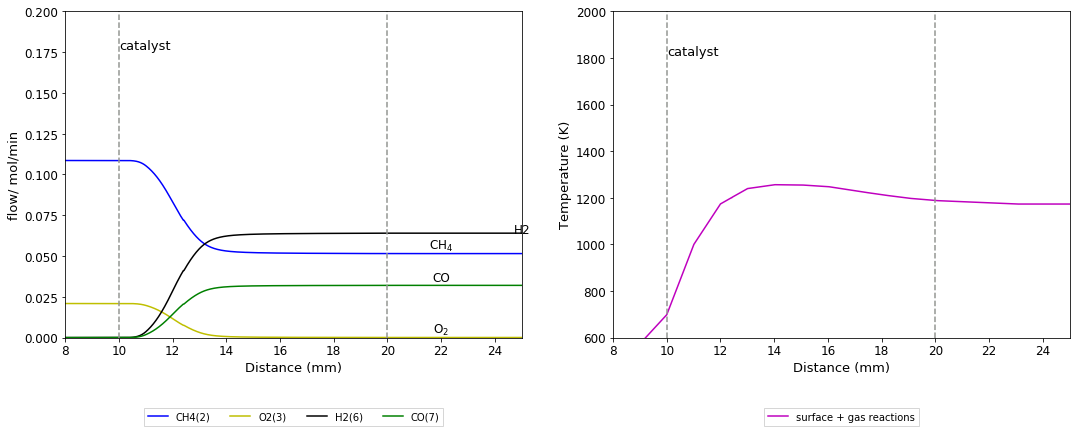 0.200
0.175
0.150
0.125
0.100
0.075
0.050
0.025
0.000
flow/ mol/min
catalyst
H2
CH₄
CO
O₂
8 10 12 14 16 18 20 22 24
Distance (mm)
CH4(2) O2(3) H2(6) CO(7)
2000
1800
1600
1400
1200
1000
800
600
Temperature (K)
catalyst
8 10 12 14 16 18 20 22 24
Distance (mm)
surface + gas reactions